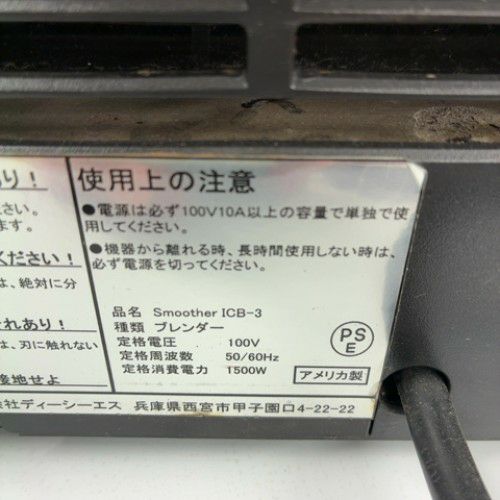 り！
さい。
ます。
ください！
は、絶対に分
れあり！
は、刃に触れない
接地せよ
使用上の注意
●電源は必ず100V10A以上の容量で単独で使
用してください。
●機器から離れる時、長時間使用しない時は、
必ず電源を切ってください。
品名 Smoother ICB-3
種類 ブレンダー
定格電圧 100V
定格周波数 50/60Hz
定格消費電力 1500W
PS
E
アメリカ製
会社ディーシーエス 兵庫県西宮市甲子園口4-22-22